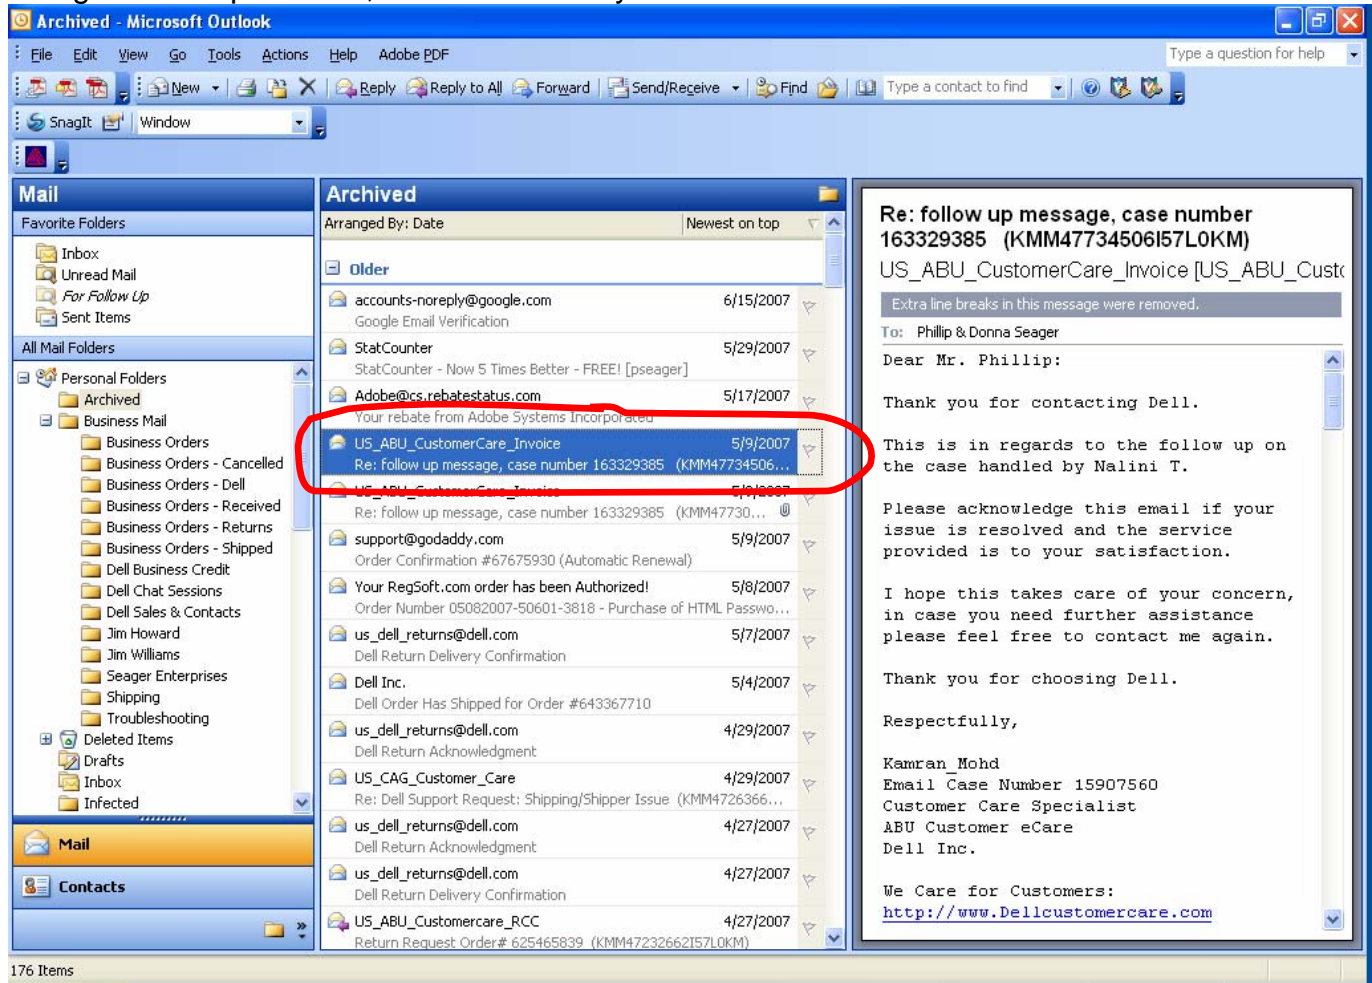 Archived - Microsoft Outlook
File Edit View Go Tools Actions Help Adobe PDF Type a question for help
New Reply Reply to All Forward Send/Receive Find Type a contact to find
SnagIt Window
Mail
Favorite Folders
Inbox
Unread Mail
For Follow Up
Sent Items
All Mail Folders
Personal Folders
Archived
Business Mail
Business Orders
Business Orders - Cancelled
Business Orders - Dell
Business Orders - Received
Business Orders - Returns
Business Orders - Shipped
Dell Business Credit
Dell Chat Sessions
Dell Sales & Contacts
Jim Howard
Jim Williams
Seager Enterprises
Shipping
Troubleshooting
Deleted Items
Drafts
Inbox
Infected
Mail
Contacts
176 Items
Archived
Arranged By: Date Newest on top
Older
accounts-noreply@google.com 6/15/2007
Google Email Verification
StatCounter 5/29/2007
StatCounter - Now 5 Times Better - FREE! [pseager]
Adobe@cs.rebatestatus.com 5/17/2007
Your rebate from Adobe Systems Incorporated
US_ABU_CustomerCare_Invoice 5/9/2007
Re: follow up message, case number 163329385 (KMM47734506...
US_ABU_CustomerCare_Invoice 5/9/2007
Re: follow up message, case number 163329385 (KMM47730...
support@godaddy.com 5/9/2007
Order Confirmation #67675930 (Automatic Renewal)
Your RegSoft.com order has been Authorized! 5/8/2007
Order Number 05082007-50601-3818 - Purchase of HTML Passwo...
us_dell_returns@dell.com 5/7/2007
Dell Return Delivery Confirmation
Dell Inc. 5/4/2007
Dell Order Has Shipped for Order #643367710
us_dell_returns@dell.com 4/29/2007
Dell Return Acknowledgment
US_CAG_Customer_Care 4/29/2007
Re: Dell Support Request: Shipping/Shipper Issue (KMM4726366...
us_dell_returns@dell.com 4/27/2007
Dell Return Acknowledgment
us_dell_returns@dell.com 4/27/2007
Dell Return Delivery Confirmation
US_ABU_Customercare_RCC 4/27/2007
Return Request Order# 625465839 (KMM47232662I57L0KM)
Re: follow up message, case number
163329385 (KMM47734506I57L0KM)
US_ABU_CustomerCare_Invoice [US_ABU_Custo
Extra line breaks in this message were removed.
To: Phillip & Donna Seager
Dear Mr. Phillip:
Thank you for contacting Dell.
This is in regards to the follow up on
the case handled by Nalini T.
Please acknowledge this email if your
issue is resolved and the service
provided is to your satisfaction.
I hope this takes care of your concern,
in case you need further assistance
please feel free to contact me again.
Thank you for choosing Dell.
Respectfully,
Kamran_Mohd
Email Case Number 15907560
Customer Care Specialist
ABU Customer eCare
Dell Inc.
We Care for Customers:
http://www.Dellcustomercare.com